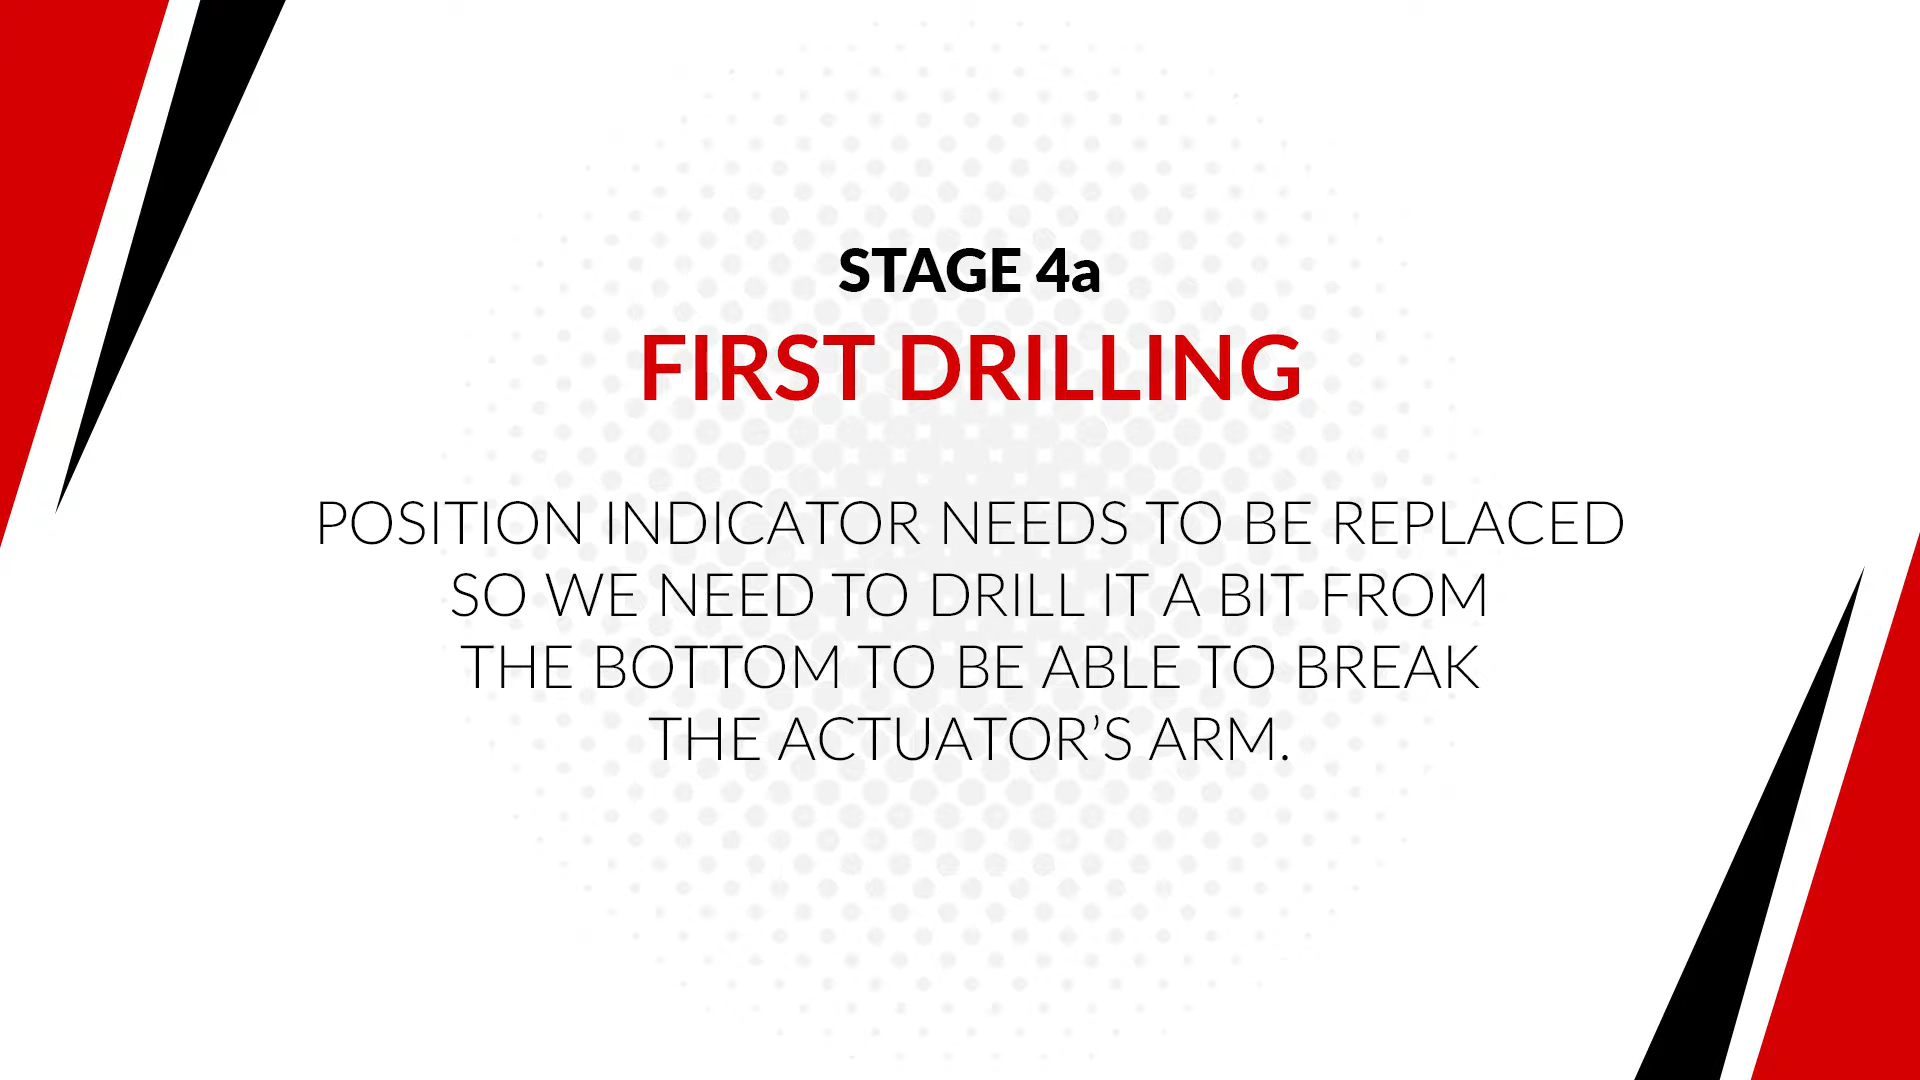 STAGE 4a
FIRST DRILLING
POSITION INDICATOR NEEDS TO BE REPLACED
SO WE NEED TO DRILL IT A BIT FROM
THE BOTTOM TO BE ABLE TO BREAK
THE ACTUATOR’S ARM.